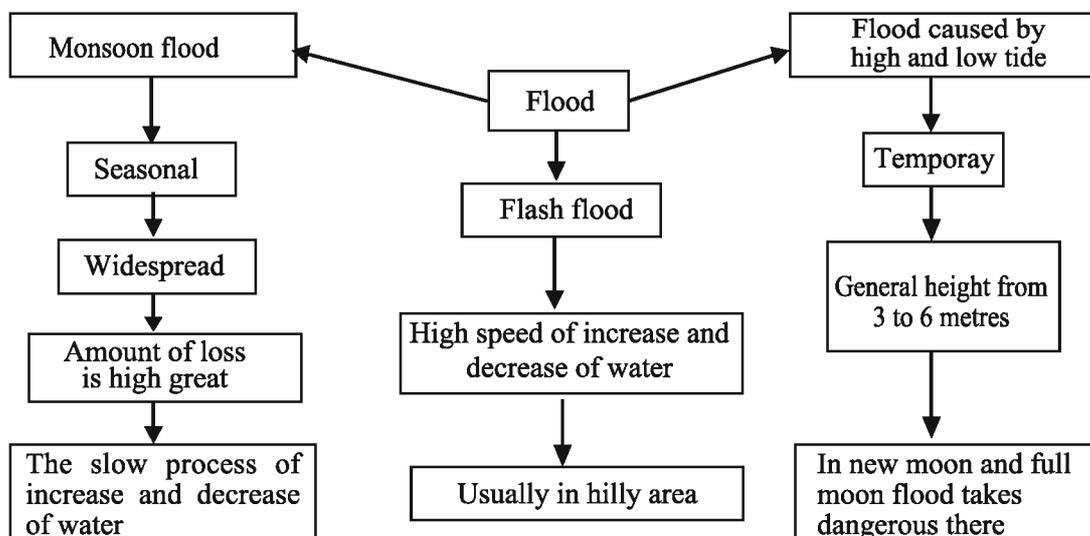 Flood
Monsoon flood
Seasonal
Widespread
Amount of loss
is high great
The slow process of
increase and decrease
of water
Flash flood
High speed of increase and
decrease of water
Usually in hilly area
Flood caused by
high and low tide
Temporay
General height from
3 to 6 metres
In new moon and full
moon flood takes
dangerous there